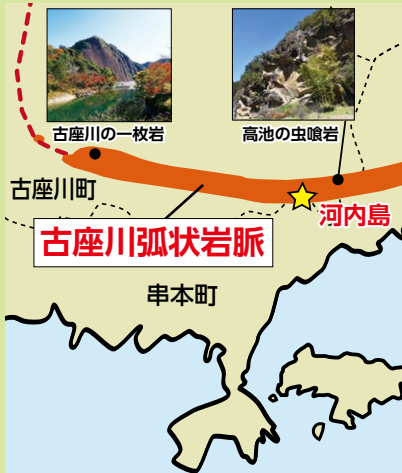 古座川の一枚岩
高池の虫喰岩
古座川町
河内島
古座川弧状岩脈
串本町